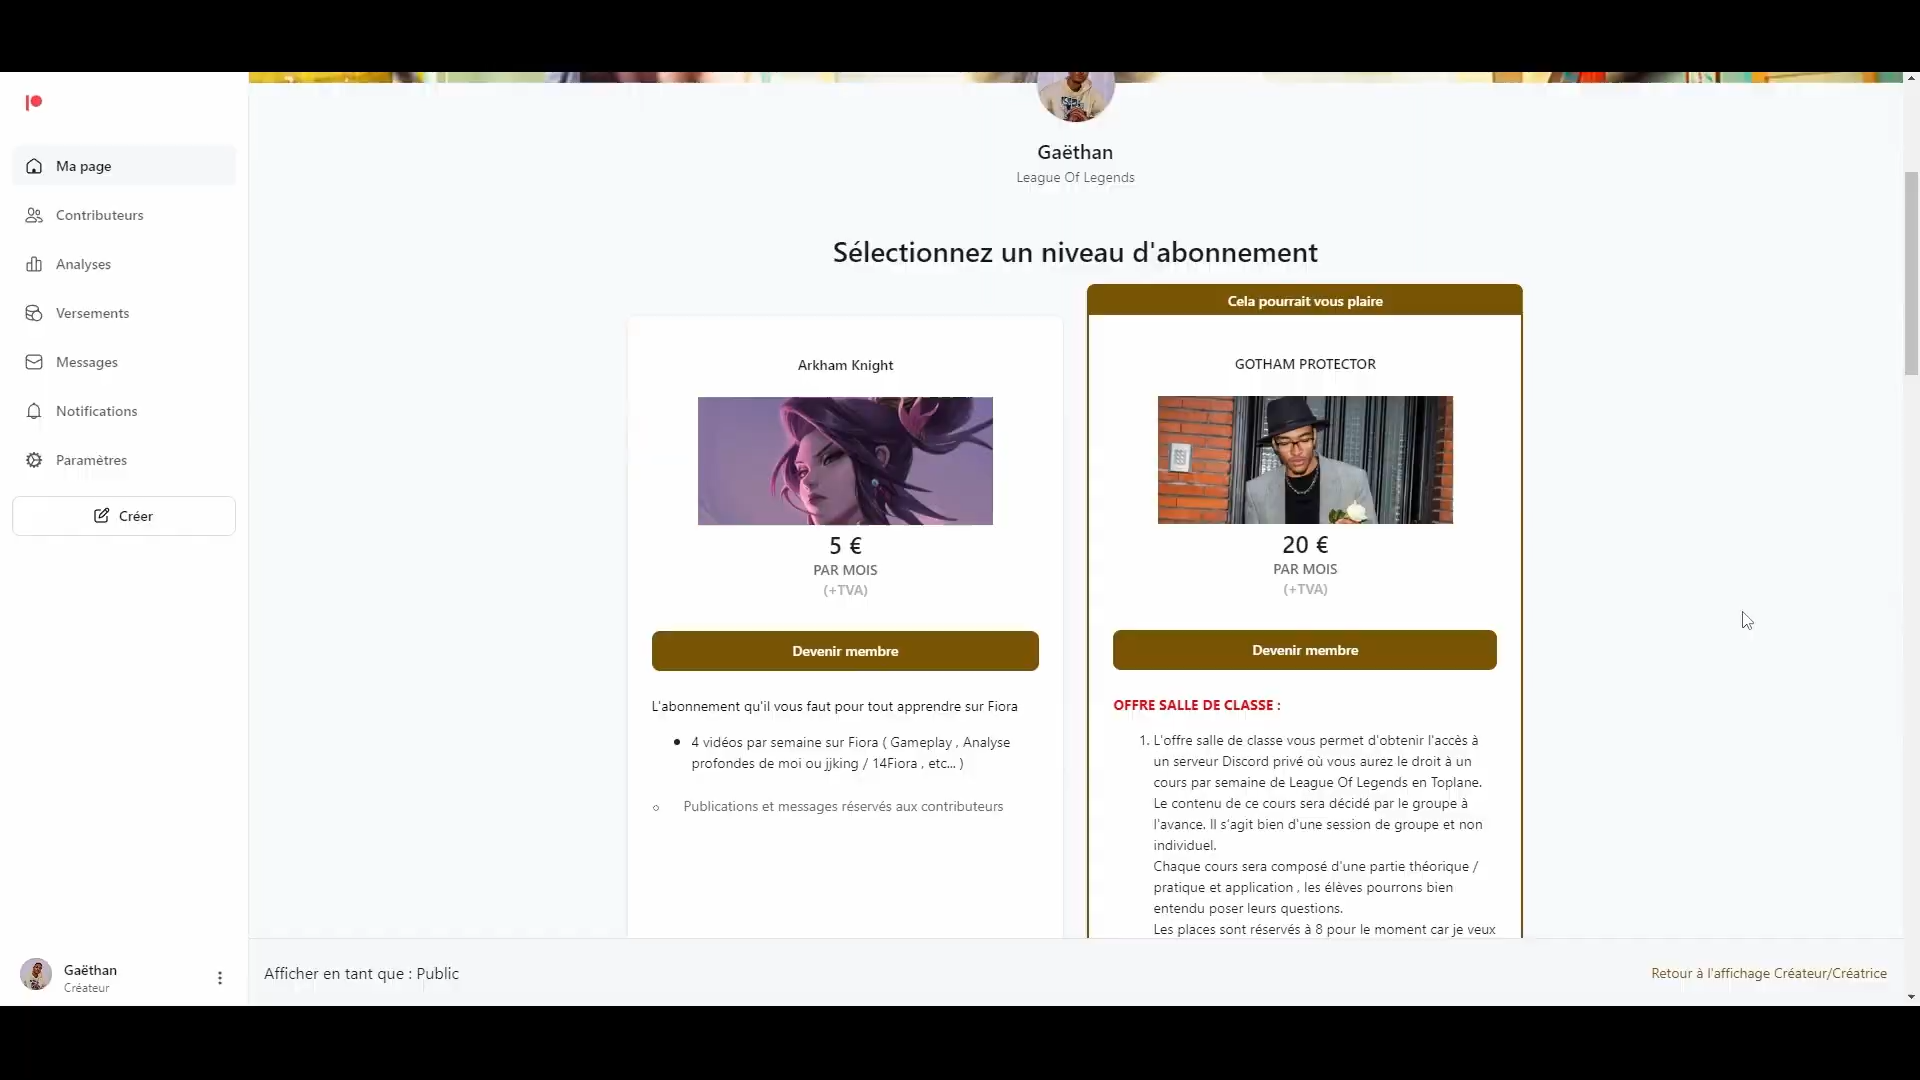 Ma page
Contributeurs
Analyses
Versements
Messages
Notifications
Paramètres
Créer
Gaëthan
Créateur
Gaëthan
League Of Legends
Sélectionnez un niveau d'abonnement
Arkham Knight
5 €
PAR MOIS
(+TVA)
Devenir membre
L'abonnement qu'il vous faut pour tout apprendre sur Fiora
4 vidéos par semaine sur Fiora ( Gameplay , Analyse
profondes de moi ou jjking / 14Fiora , etc... )
Publications et messages réservés aux contributeurs
Cela pourrait vous plaire
GOTHAM PROTECTOR
20 €
PAR MOIS
(+TVA)
Devenir membre
OFFRE SALLE DE CLASSE :
1. L'offre salle de classe vous permet d'obtenir l'accès à
un serveur Discord privé où vous aurez le droit à un
cours par semaine de League Of Legends en Toplane.
Le contenu de ce cours sera décidé par le groupe à
l'avance. Il s'agit bien d'une session de groupe et non
individuel.
Chaque cours sera composé d'une partie théorique /
pratique et application , les élèves pourrons bien
entendu poser leurs questions.
Les places sont réservés à 8 pour le moment car je veux
Afficher en tant que : Public
Retour à l'affichage Créateur/Créatrice